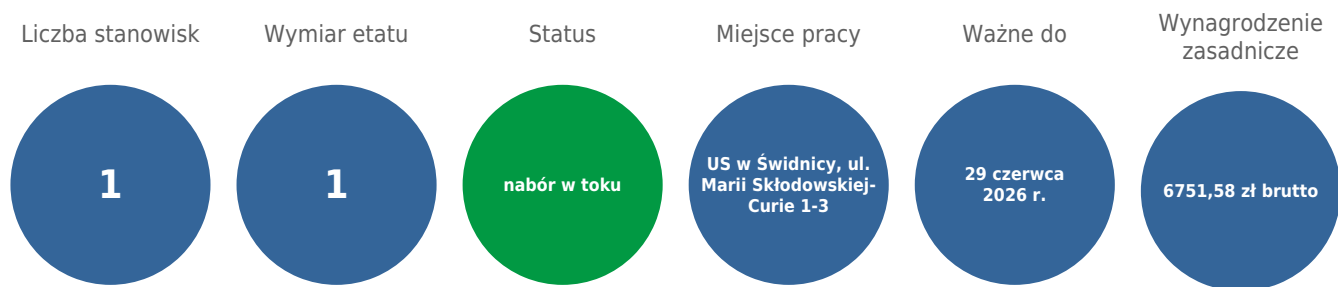 Liczba stanowisk
Wymiar etatu
Status
Miejsce pracy
Ważne do
Wynagrodzenie
zasadnicze
1
1
nabór w toku
US w Świdnicy, ul.
Marii Skłodowskiej-
Curie 1-3
29 czerwca
2026 r.
6751,58 zł brutto